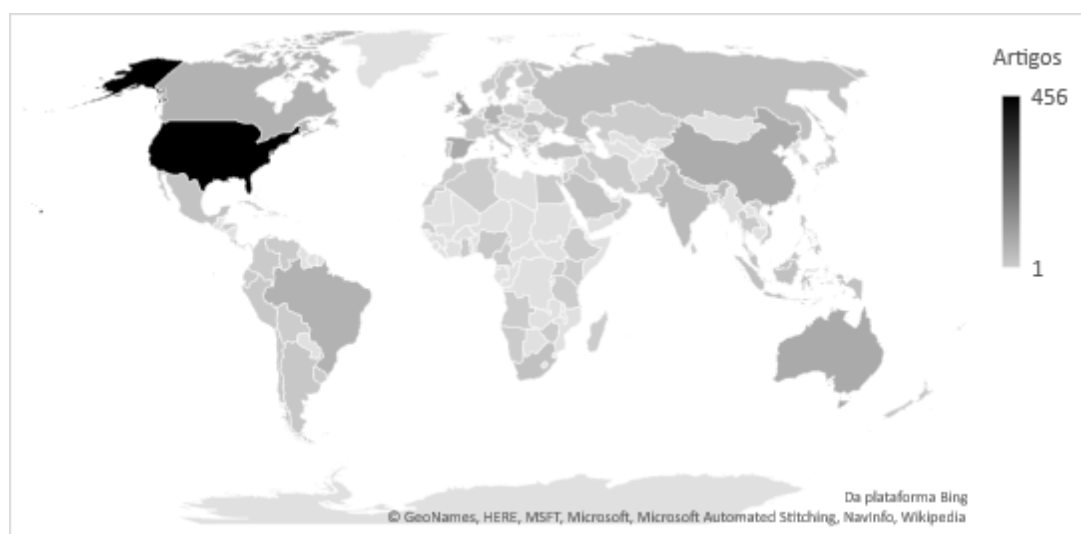 Artigos
456
1
Da plataforma Bing
© GeoNames, HERE, MSFT, Microsoft, Microsoft Automated Stitching, NavInfo, Wikipedia